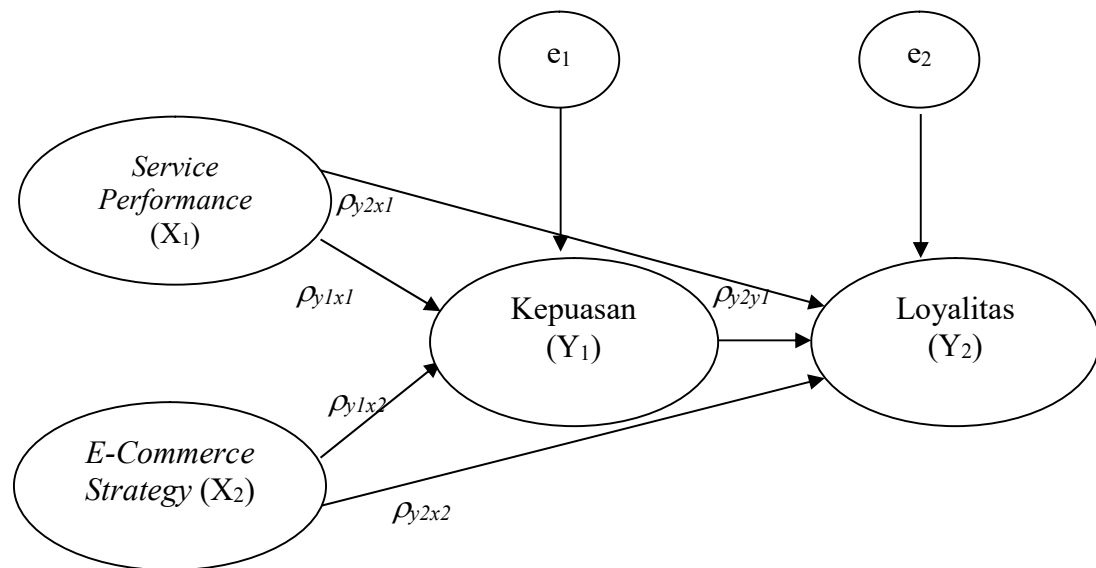 e₁
e₂
Service
Performance
(X₁)
ρy2x1
ρy1x1
Kepuasan
(Y₁)
ρy2y1
Loyalitas
(Y₂)
ρy1x2
E-Commerce
Strategy (X₂)
ρy2x2